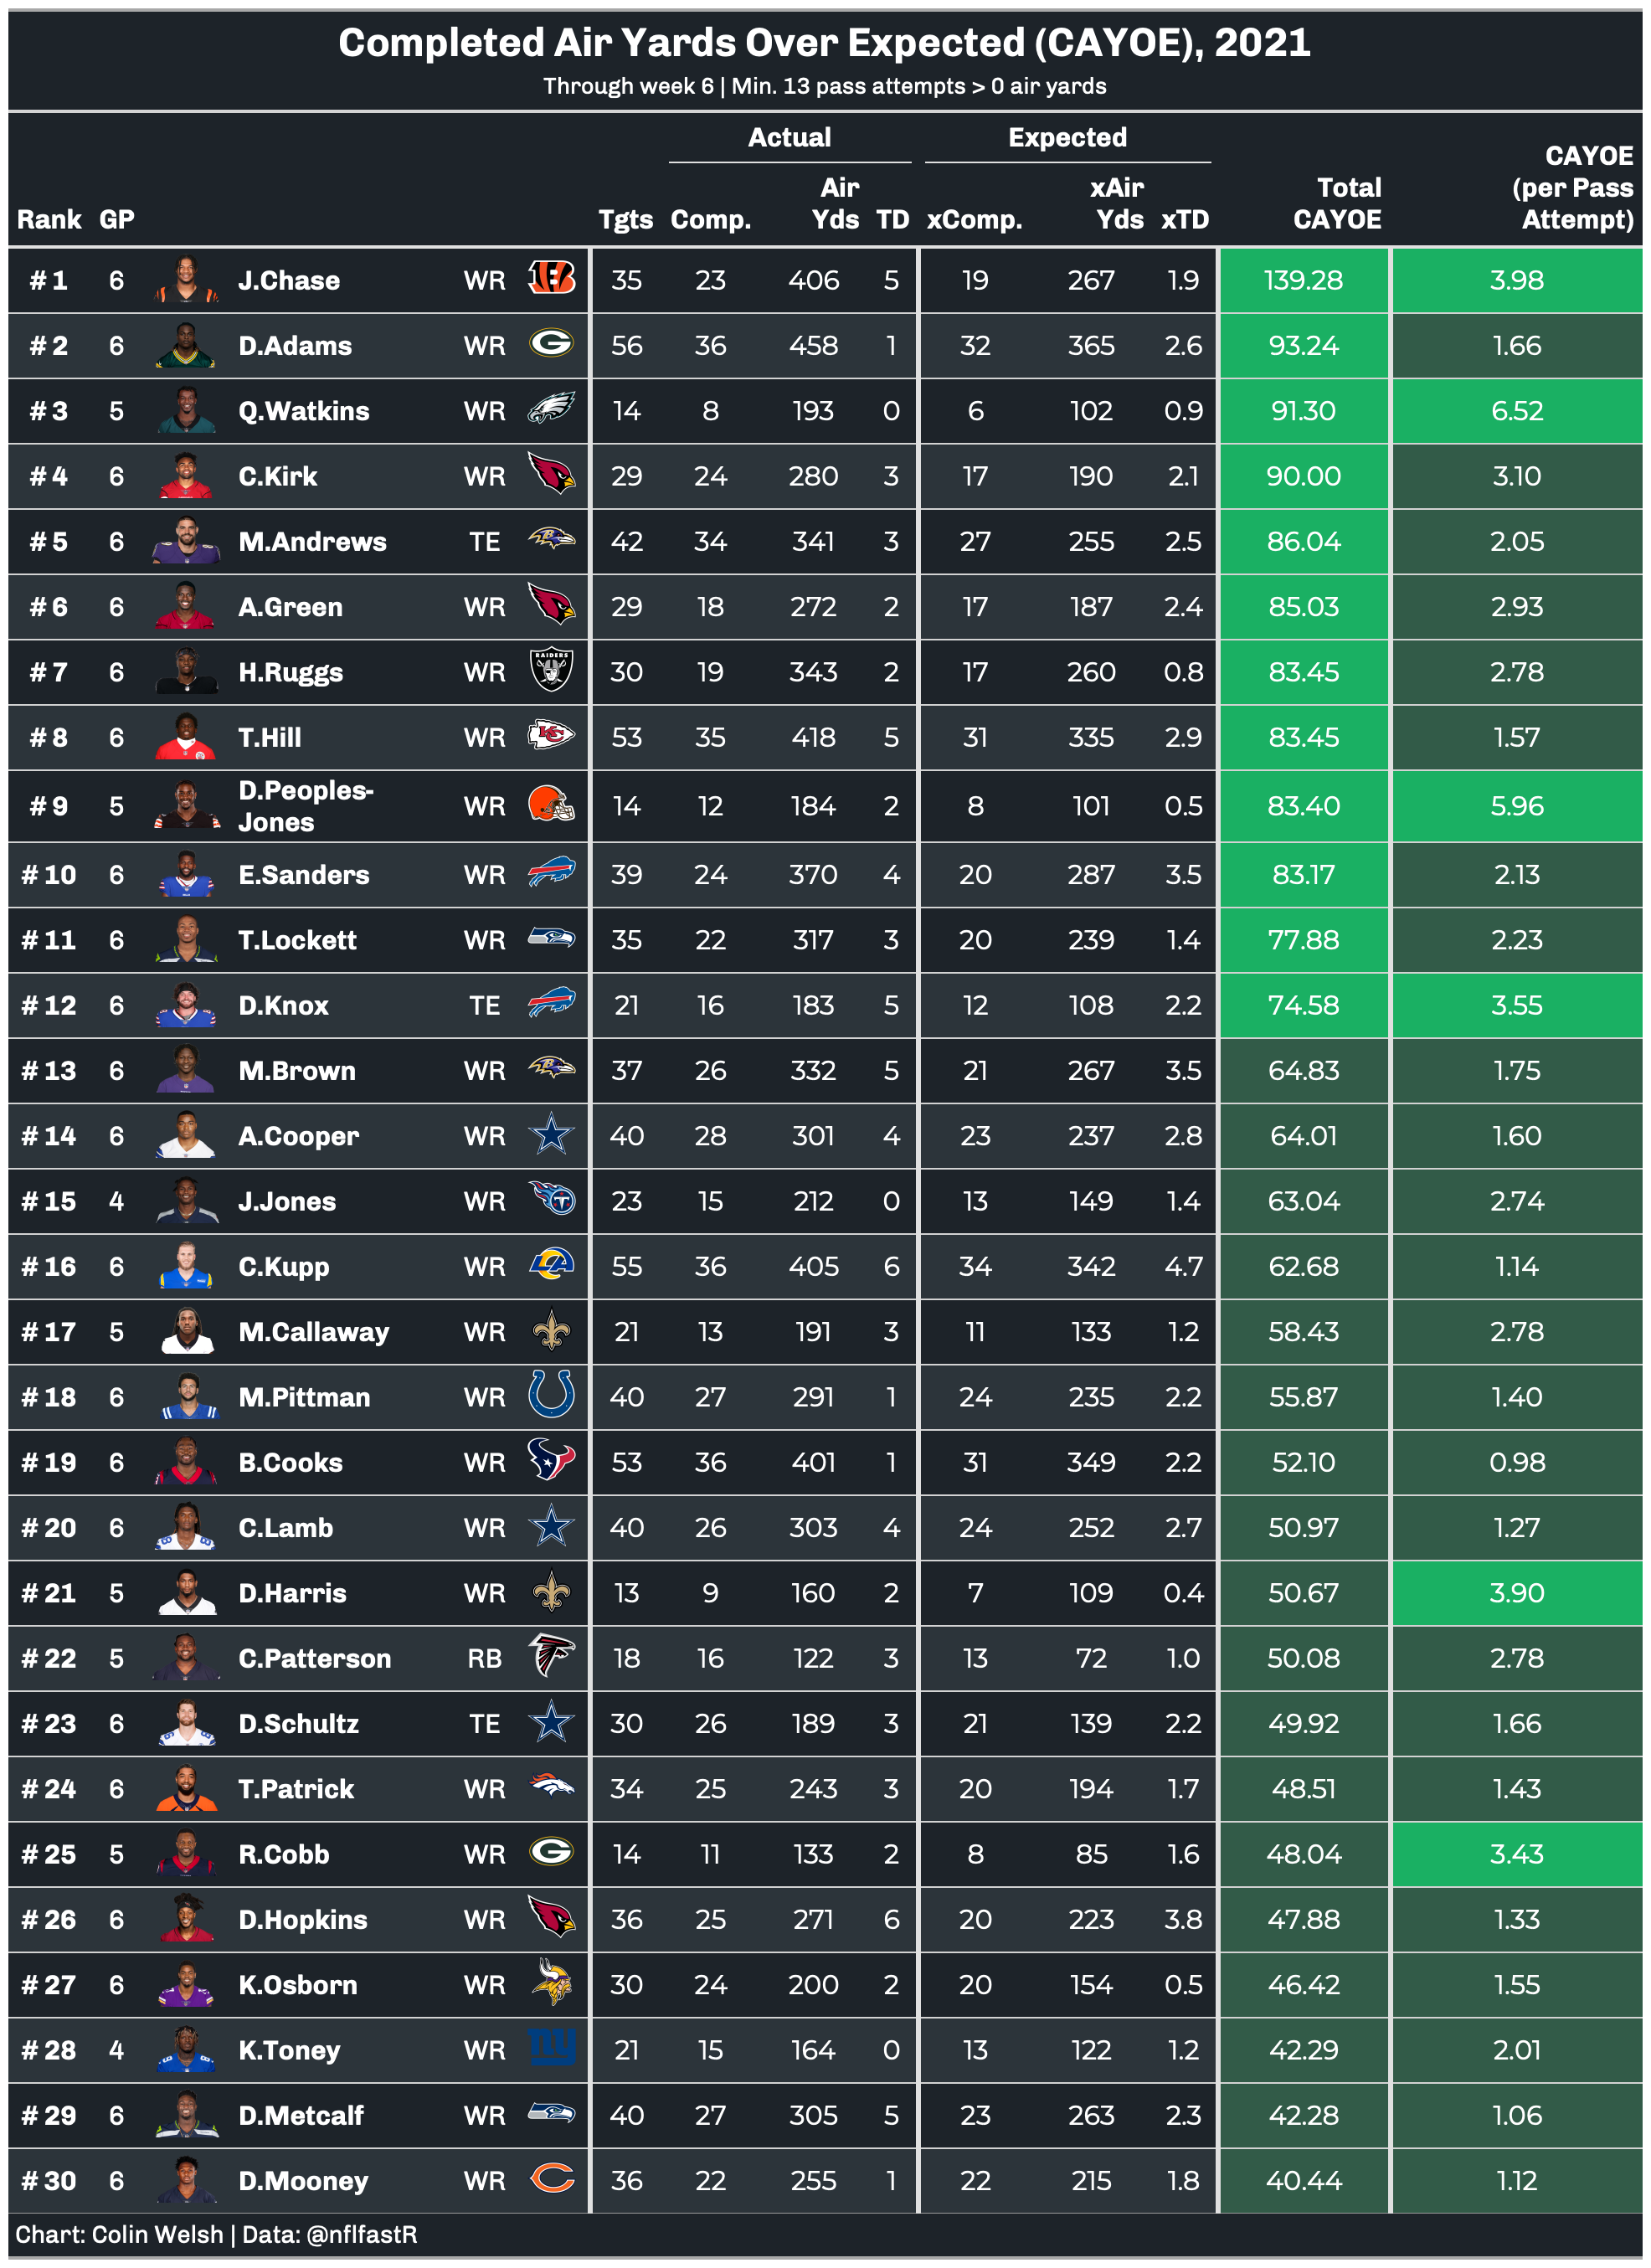 Completed Air Yards Over Expected (CAYOE), 2021
Through week 6 | Min. 13 pass attempts > 0 air yards
Actual Expected
Rank GP Tgts Comp. Air Yds TD xComp. xAir Yds xTD Total CAYOE CAYOE (per Pass Attempt)
# 1 6 J.Chase WR 35 23 406 5 19 267 1.9 139.28 3.98
# 2 6 D.Adams WR 56 36 458 1 32 365 2.6 93.24 1.66
# 3 5 Q.Watkins WR 14 8 193 0 6 102 0.9 91.30 6.52
# 4 6 C.Kirk WR 29 24 280 3 17 190 2.1 90.00 3.10
# 5 6 M.Andrews TE 42 34 341 3 27 255 2.5 86.04 2.05
# 6 6 A.Green WR 29 18 272 2 17 187 2.4 85.03 2.93
# 7 6 H.Ruggs WR RAIDERS 30 19 343 2 17 260 0.8 83.45 2.78
# 8 6 T.Hill WR KC 53 35 418 5 31 335 2.9 83.45 1.57
# 9 5 D.Peoples-Jones WR 14 12 184 2 8 101 0.5 83.40 5.96
# 10 6 E.Sanders WR 39 24 370 4 20 287 3.5 83.17 2.13
# 11 6 T.Lockett WR 35 22 317 3 20 239 1.4 77.88 2.23
# 12 6 D.Knox TE 21 16 183 5 12 108 2.2 74.58 3.55
# 13 6 M.Brown WR 37 26 332 5 21 267 3.5 64.83 1.75
# 14 6 A.Cooper WR 40 28 301 4 23 237 2.8 64.01 1.60
# 15 4 J.Jones WR 23 15 212 0 13 149 1.4 63.04 2.74
# 16 6 C.Kupp WR LA 55 36 405 6 34 342 4.7 62.68 1.14
# 17 5 M.Callaway WR 21 13 191 3 11 133 1.2 58.43 2.78
# 18 6 M.Pittman WR 40 27 291 1 24 235 2.2 55.87 1.40
# 19 6 B.Cooks WR 53 36 401 1 31 349 2.2 52.10 0.98
# 20 6 C.Lamb WR 40 26 303 4 24 252 2.7 50.97 1.27
# 21 5 D.Harris WR 13 9 160 2 7 109 0.4 50.67 3.90
# 22 5 C.Patterson RB 18 16 122 3 13 72 1.0 50.08 2.78
# 23 6 D.Schultz TE 30 26 189 3 21 139 2.2 49.92 1.66
# 24 6 T.Patrick WR 34 25 243 3 20 194 1.7 48.51 1.43
# 25 5 R.Cobb WR G 14 11 133 2 8 85 1.6 48.04 3.43
# 26 6 D.Hopkins WR 36 25 271 6 20 223 3.8 47.88 1.33
# 27 6 K.Osborn WR 30 24 200 2 20 154 0.5 46.42 1.55
# 28 4 K.Toney WR ny 21 15 164 0 13 122 1.2 42.29 2.01
# 29 6 D.Metcalf WR 40 27 305 5 23 263 2.3 42.28 1.06
# 30 6 D.Mooney WR C 36 22 255 1 22 215 1.8 40.44 1.12
Chart: Colin Welsh | Data: @nflfastR